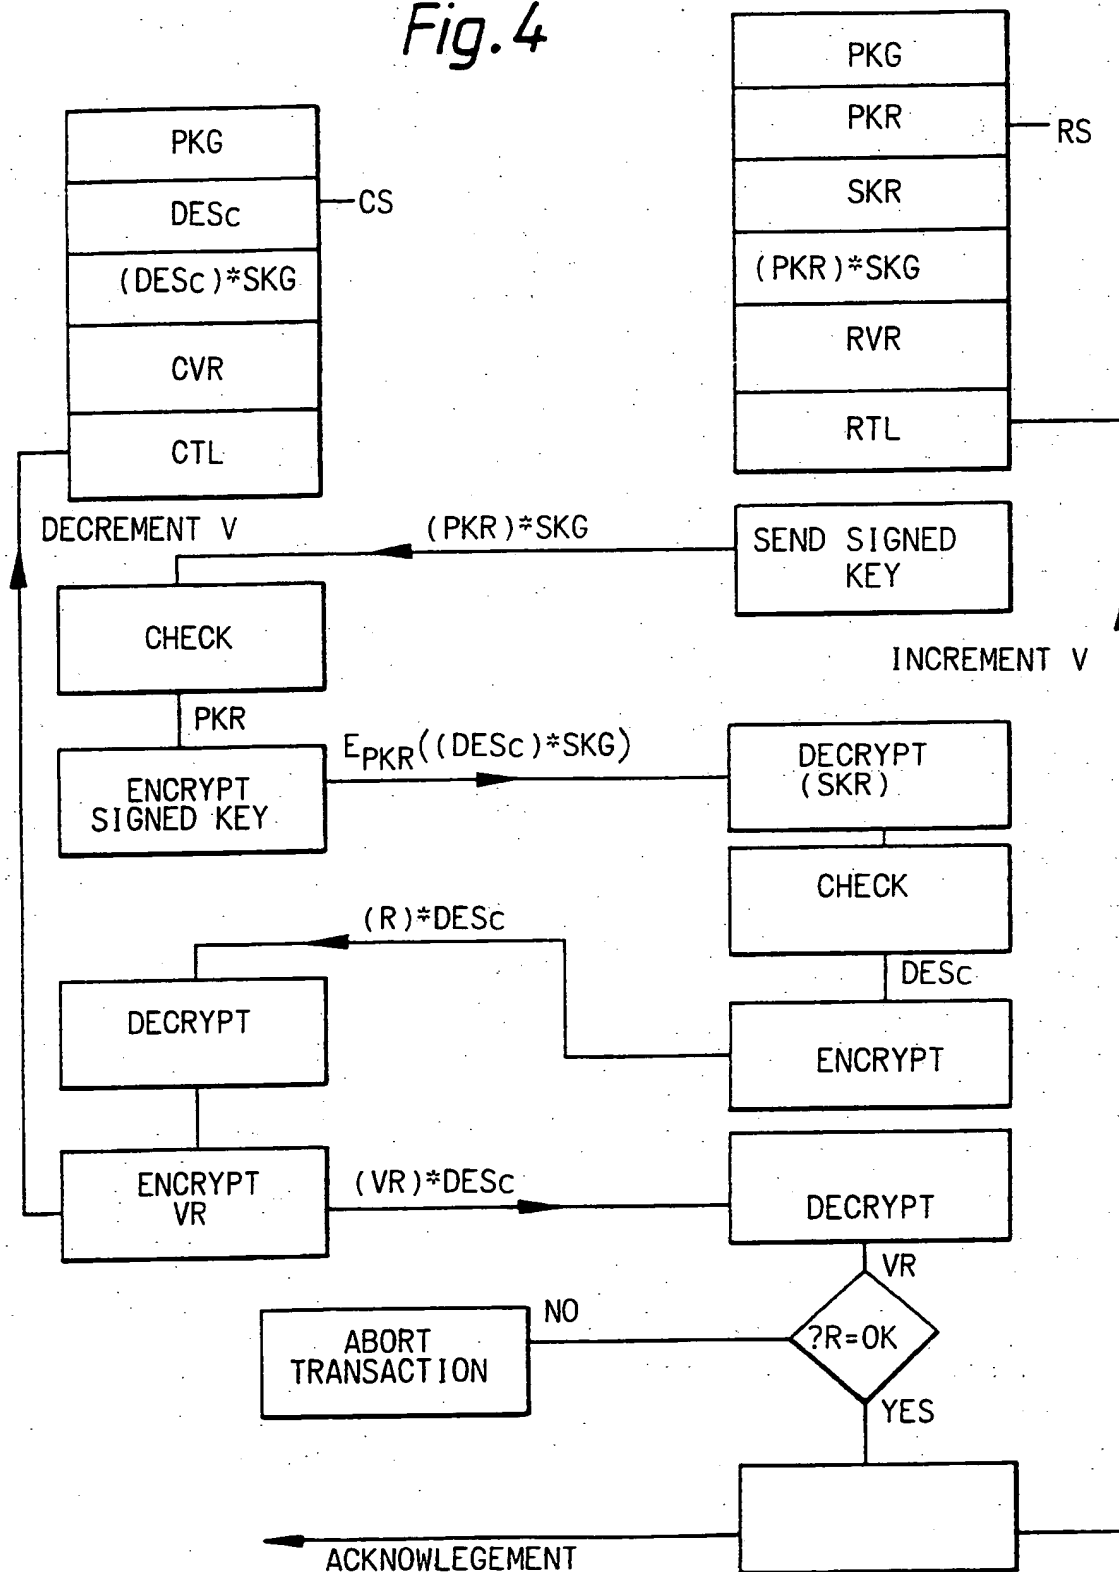 Fig. 4
PKG
DESc
CS
(DESc)*SKG
CVR
CTL
PKG
PKR
RS
SKR
(PKR)*SKG
RVR
RTL
DECREMENT V
(PKR)*SKG
SEND SIGNED
KEY
CHECK
INCREMENT V
PKR
ENCRYPT
SIGNED KEY
EPKR((DESc)*SKG)
DECRYPT
(SKR)
CHECK
DESc
(R)*DESc
DECRYPT
ENCRYPT
ENCRYPT
VR
(VR)*DESc
DECRYPT
VR
?R=OK
NO
ABORT
TRANSACTION
YES
ACKNOWLEGEMENT